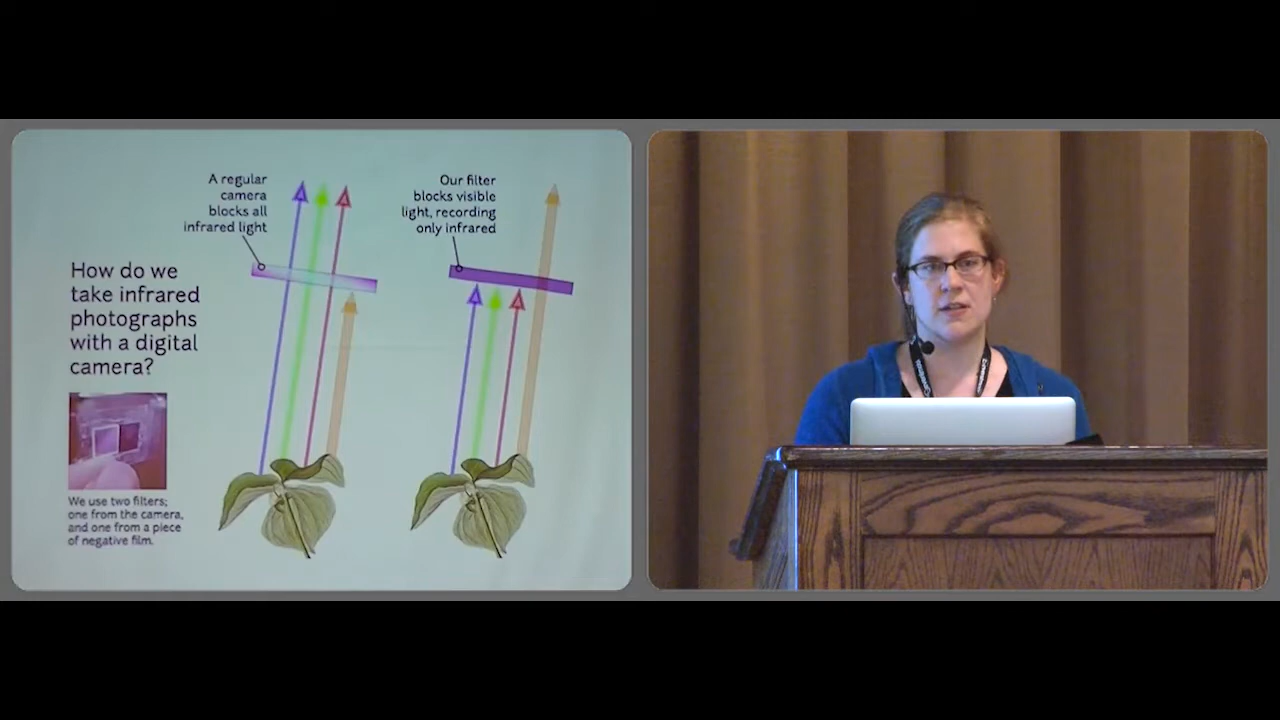 A regular
camera
blocks all
infrared light
Our filter
blocks visible
light, recording
only infrared
How do we
take infrared
photographs
with a digital
camera?
We use two filters;
one from the camera,
and one from a piece
of negative film.